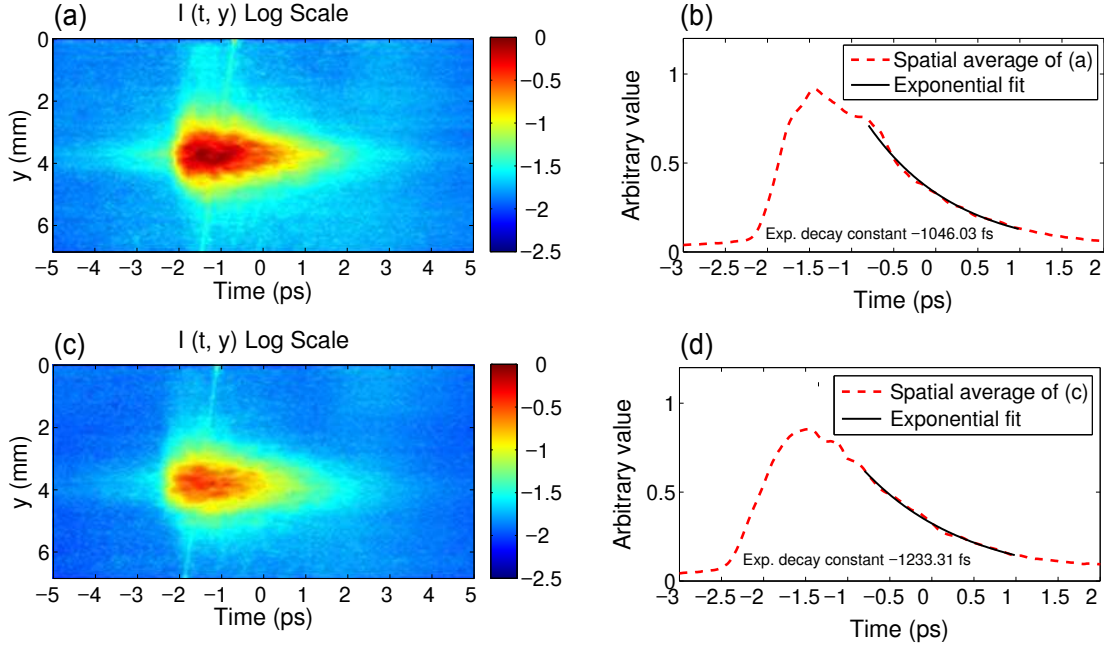 (a)
I (t, y) Log Scale
0
2
4
6
y (mm)
−5 −4 −3 −2 −1 0 1 2 3 4 5
Time (ps)
0
−0.5
−1
−1.5
−2
−2.5
(b)
Spatial average of (a)
Exponential fit
1
0.5
0
Arbitrary value
Exp. decay constant −1046.03 fs
−3 −2.5 −2 −1.5 −1 −0.5 0 0.5 1 1.5 2
Time (ps)
(c)
I (t, y) Log Scale
0
2
4
6
y (mm)
−5 −4 −3 −2 −1 0 1 2 3 4 5
Time (ps)
0
−0.5
−1
−1.5
−2
−2.5
(d)
Spatial average of (c)
Exponential fit
1
0.5
0
Arbitrary value
Exp. decay constant −1233.31 fs
−3 −2.5 −2 −1.5 −1 −0.5 0 0.5 1 1.5 2
Time (ps)